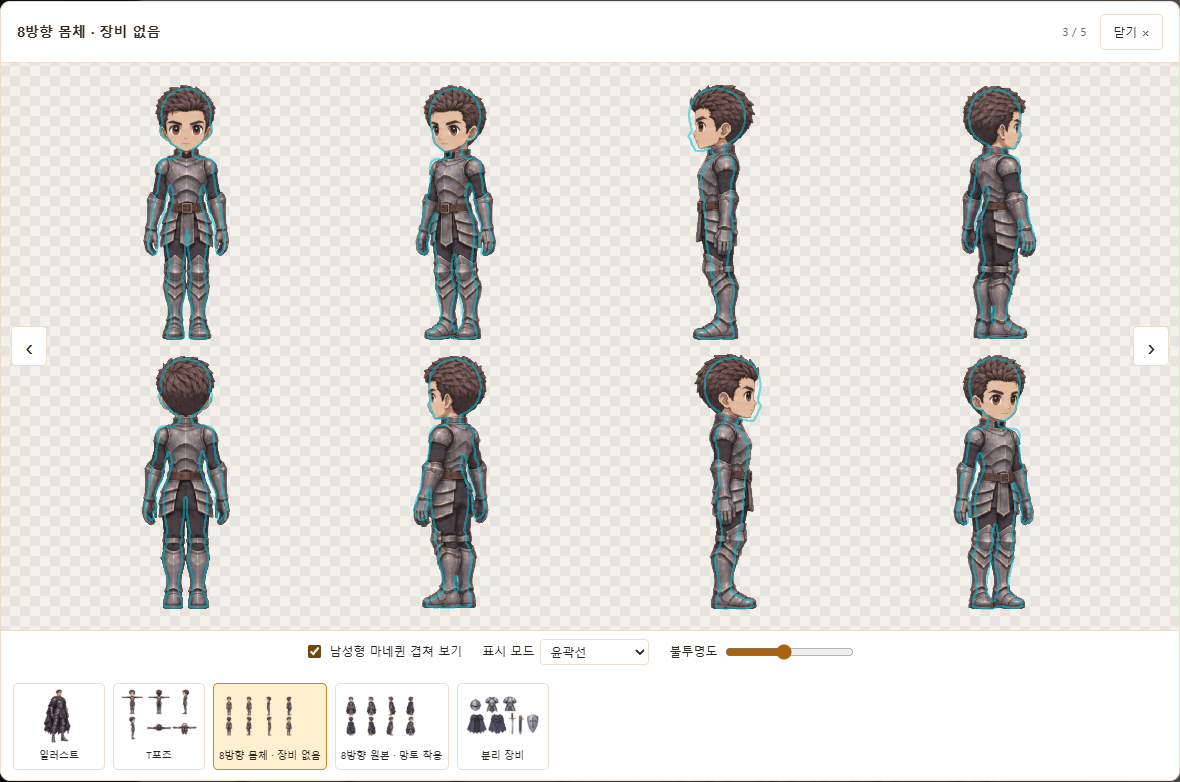 8방향 몸체 · 장비 없음
3 / 5
닫기 ×
‹
›
남성형 마네퀸 겹쳐 보기
표시 모드
윤곽선
불투명도
일러스트
T포즈
8방향 몸체 · 장비 없음
8방향 원본 · 망토 착용
분리 장비